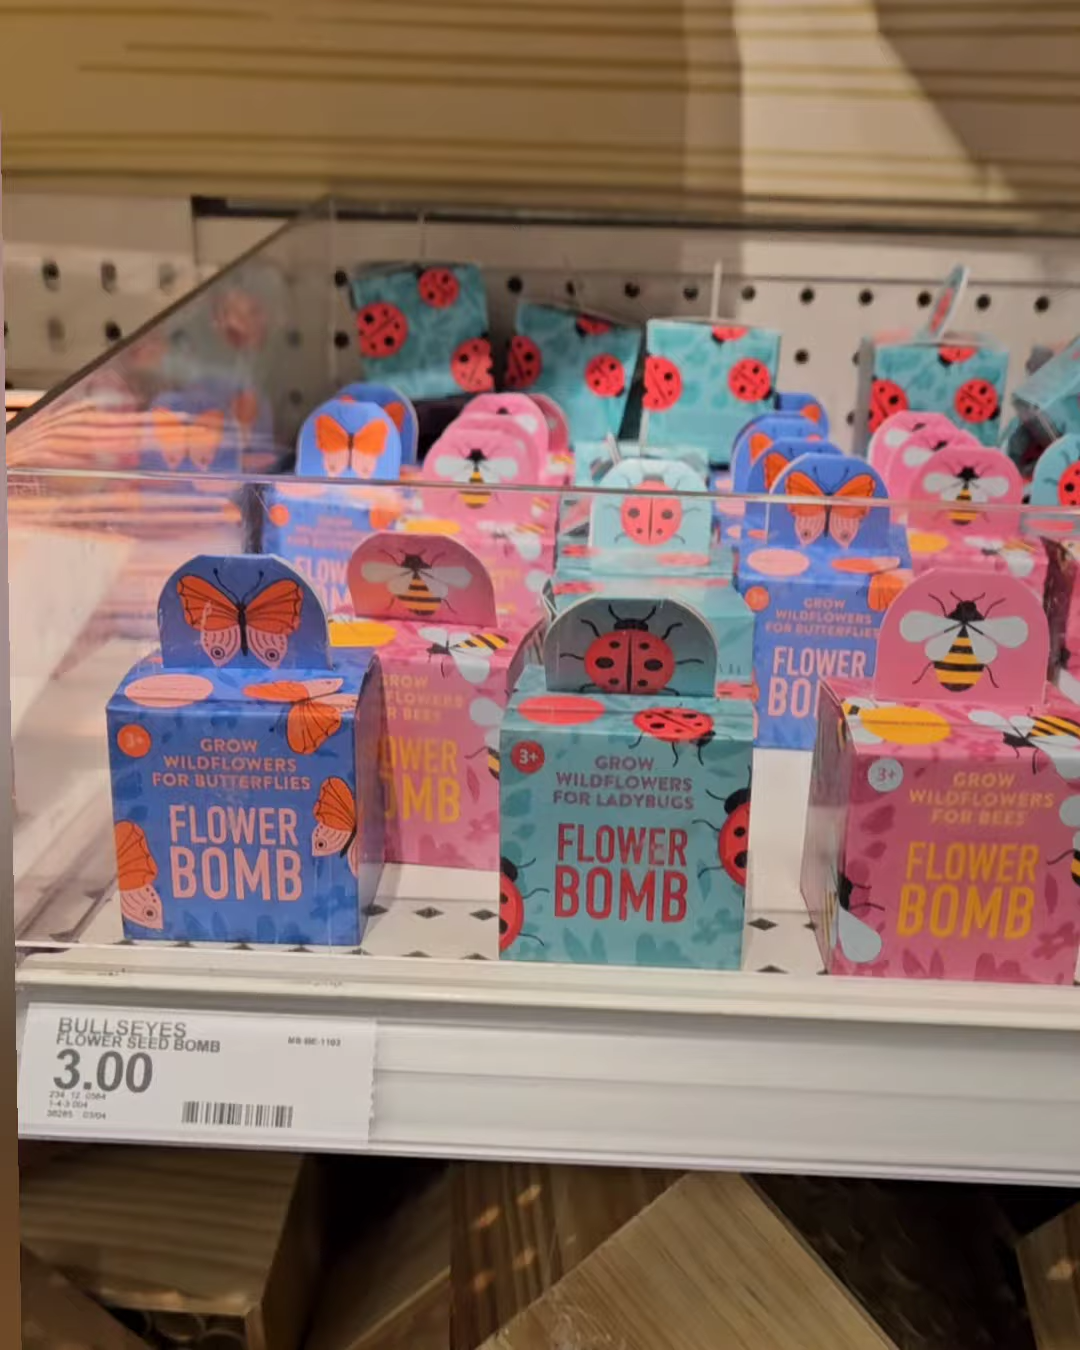 GROW
WILDFLOWERS
FOR BUTTERFLIES
FLOWER
3+
GROW
WILDFLOWERS
FOR BUTTERFLIES
FLOWER
BOMB
3+
GROW
WILDFLOWERS
FOR LADYBUGS
FLOWER
BOMB
3+
GROW
WILDFLOWERS
FOR BEES
FLOWER
BOMB
BULLSEYES
FLOWER SEED BOMB
3.00